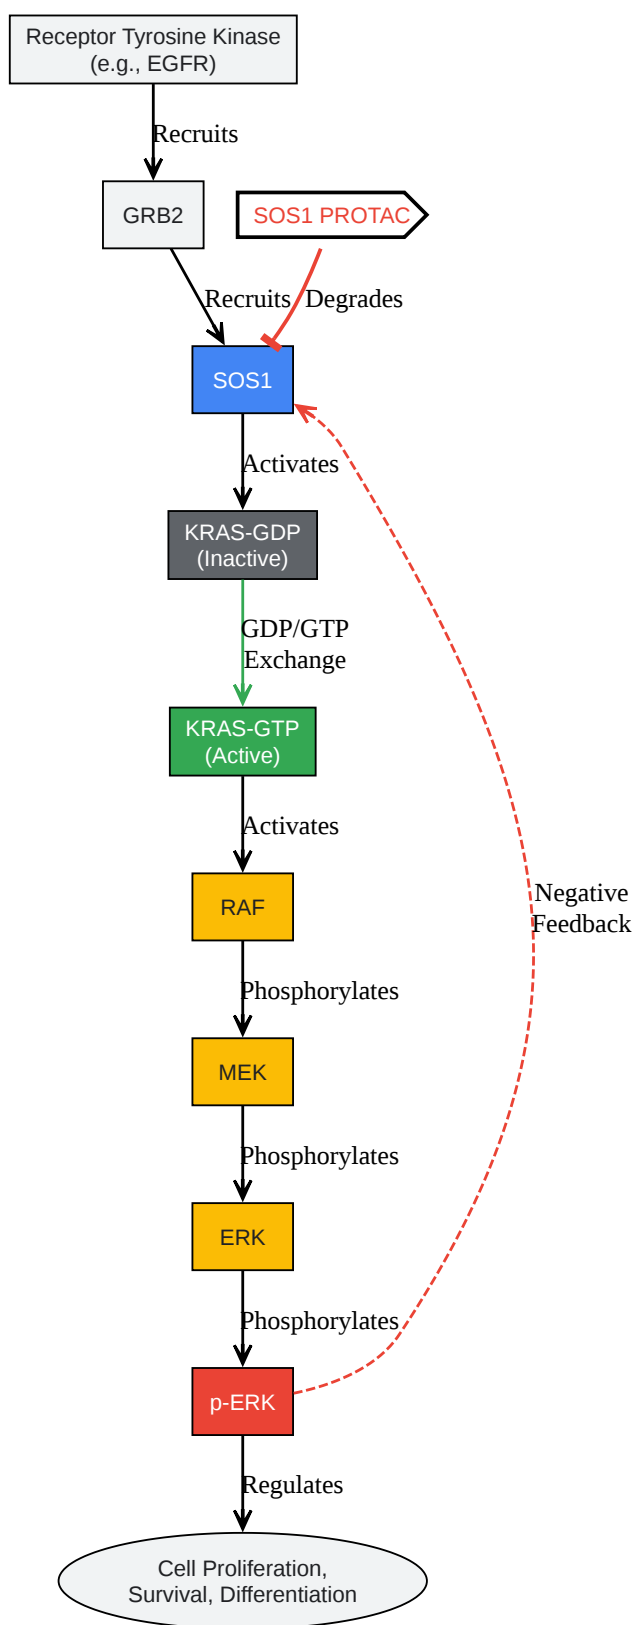 Receptor Tyrosine Kinase
(e.g., EGFR)
Recruits
GRB2
SOS1 PROTAC
Recruits
Degrades
SOS1
Activates
KRAS-GDP
(Inactive)
GDP/GTP
Exchange
KRAS-GTP
(Active)
Activates
RAF
Negative
Feedback
Phosphorylates
MEK
Phosphorylates
ERK
Phosphorylates
p-ERK
Regulates
Cell Proliferation,
Survival, Differentiation